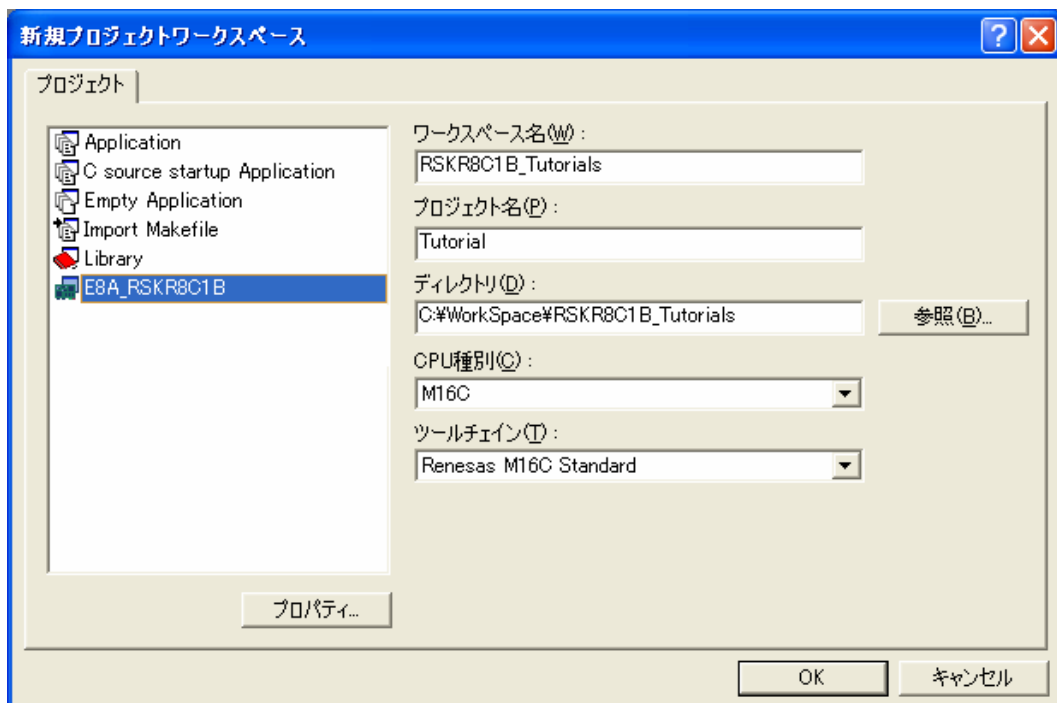 新規プロジェクトワークスペース
プロジェクト
Application
C source startup Application
Empty Application
Import Makefile
Library
E8A_RSKR8C1B
プロパティ...
ワークスペース名(W):
RSKR8C1B_Tutorials
プロジェクト名(P):
Tutorial
ディレクトリ(D):
C:¥WorkSpace¥RSKR8C1B_Tutorials
参照(B)...
CPU種別(C):
M16C
ツールチェイン(T):
Renesas M16C Standard
OK
キャンセル